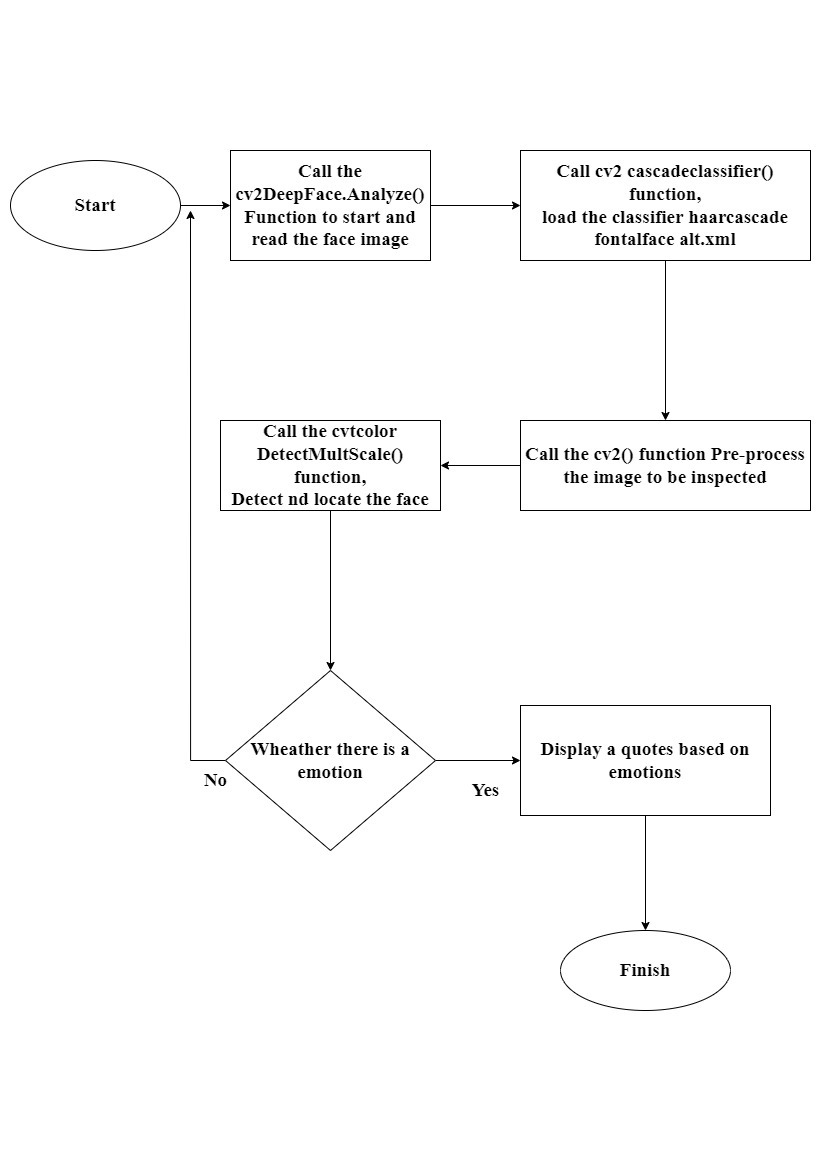 Start
Call the
cv2DeepFace.Analyze()
Function to start and
read the face image
Call cv2 cascadeclassifier()
function,
load the classifier haarcascade
fontalface alt.xml
Call the cvtcolor
DetectMultScale()
function,
Detect nd locate the face
Call the cv2() function Pre-process
the image to be inspected
Wheather there is a
emotion
No
Yes
Display a quotes based on
emotions
Finish